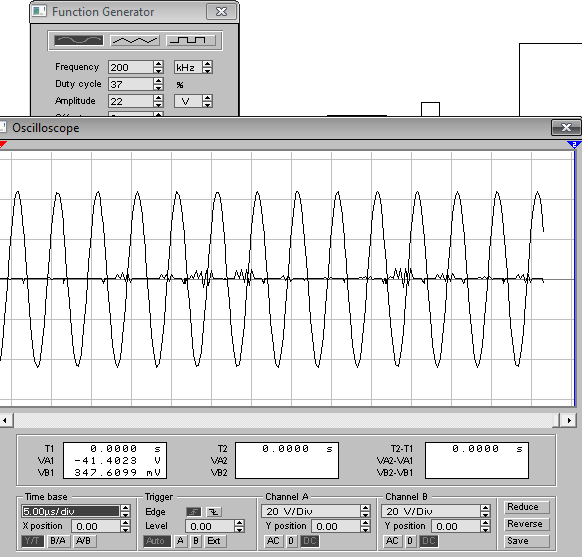 Function Generator
Frequency 200 kHz
Duty cycle 37 %
Amplitude 22 V
Oscilloscope
2
T1 0.0000 s T2 0.0000 s T2-T1 0.0000 s
VA1 -41.4023 V VA2 VA2-VA1
VB1 347.6099 mV VB2 VB2-VB1
Time base Trigger Channel A Channel B
5.00µs/div Edge 20 V/Div 20 V/Div Reduce
X position 0.00 Level 0.00 Y position 0.00 Y position 0.00 Reverse
Y/T B/A A/B Auto A B Ext AC 0 DC AC 0 DC Save